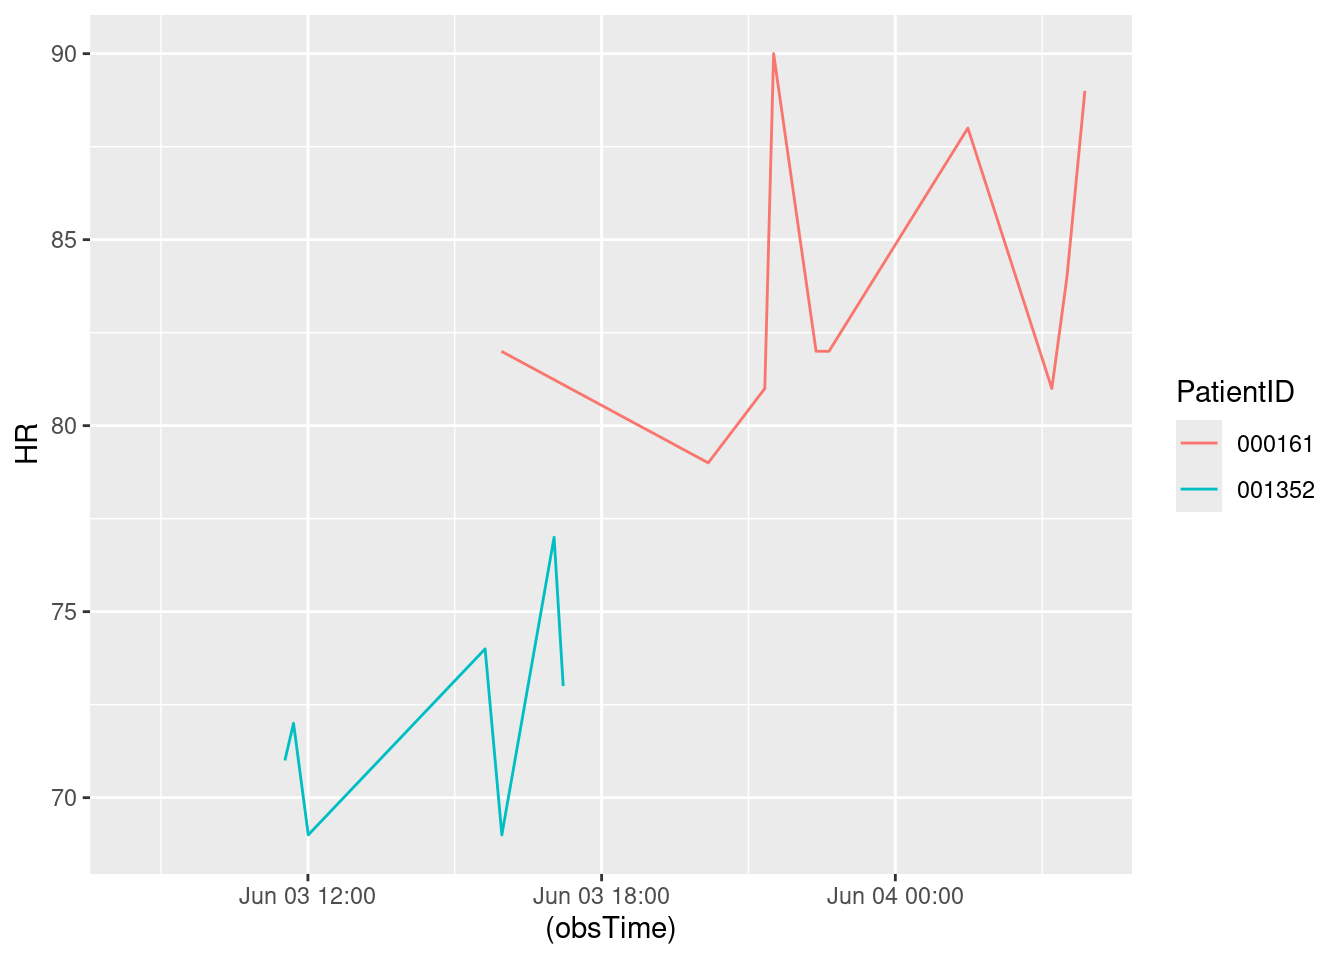 90
85
80
75
70
HR
Jun 03 12:00
Jun 03 18:00
Jun 04 00:00
(obsTime)
PatientID
000161
001352